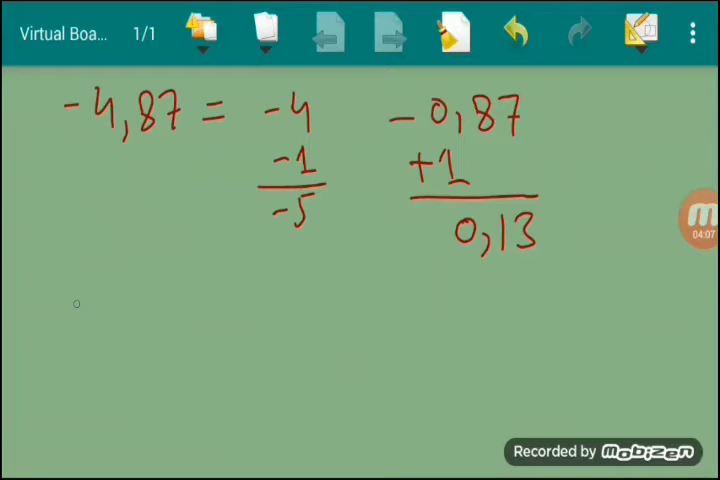 Virtual Boa... 1/1
-4,87 = -4 -0,87
-1 +1
-5 0,13
04:07
Recorded by mobizen